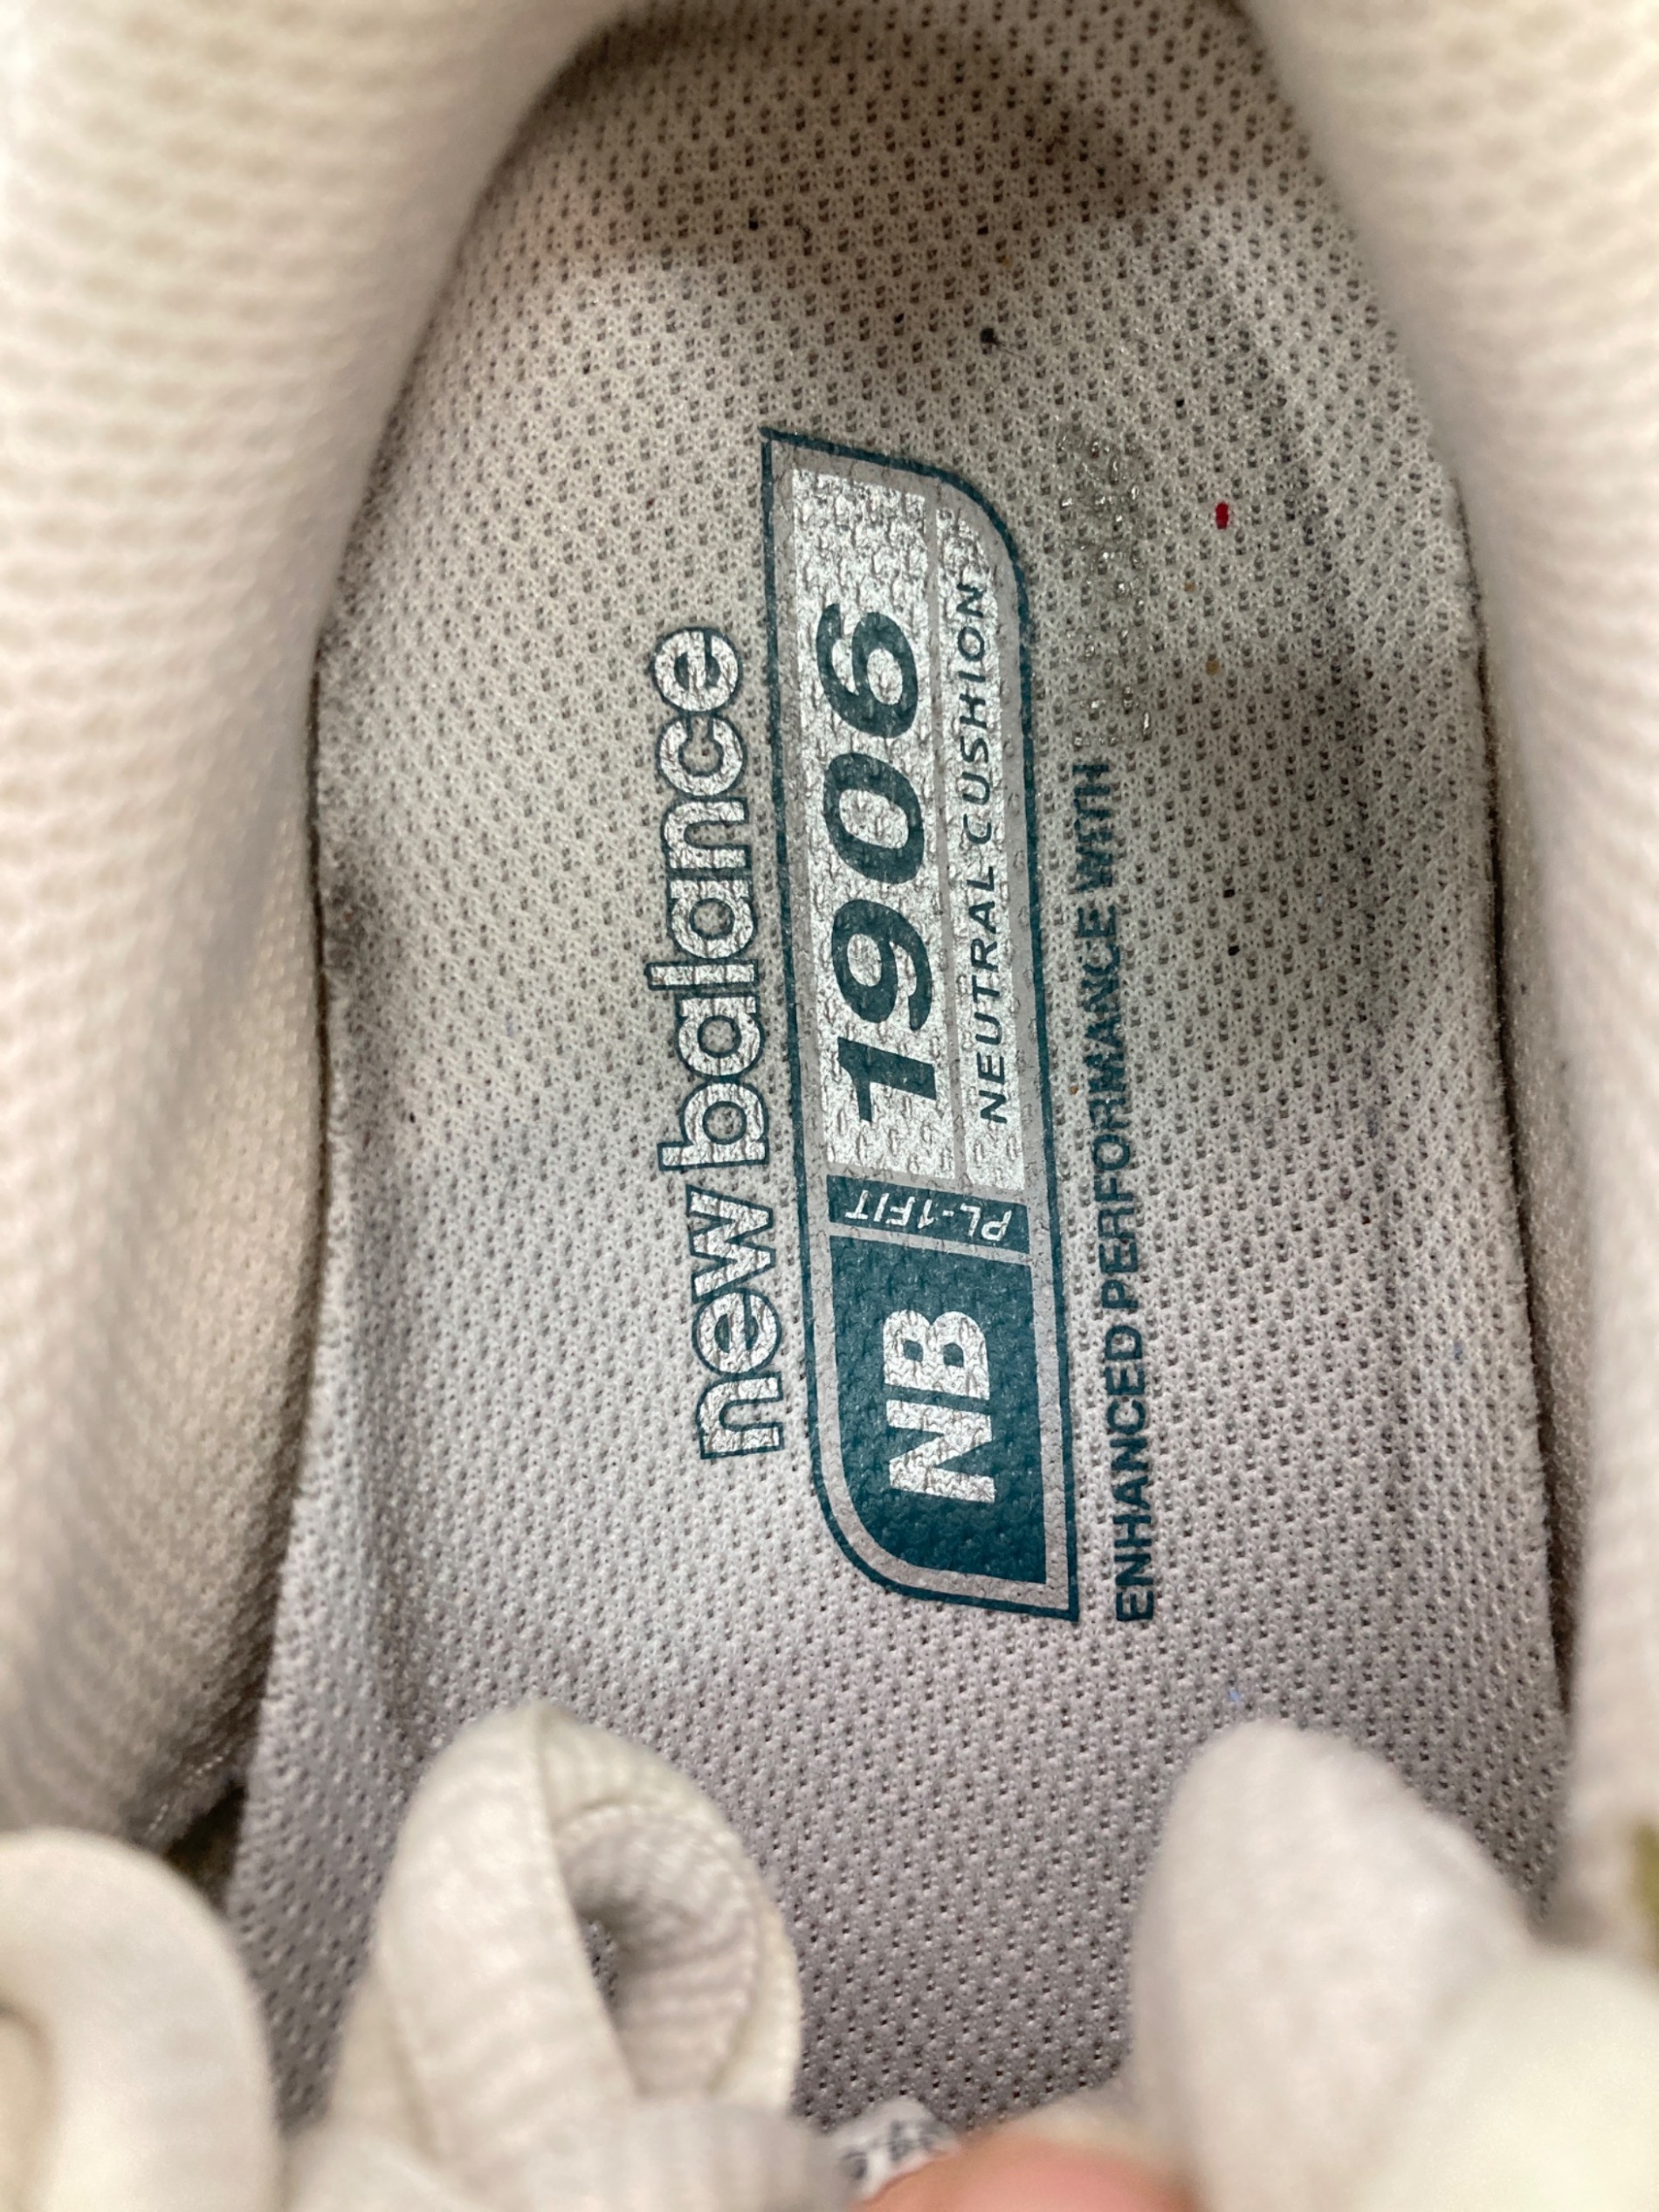 new balance
NB
PL-1FIT
1906
NEUTRAL CUSHION
ENHANCED PERFORMANCE WITH